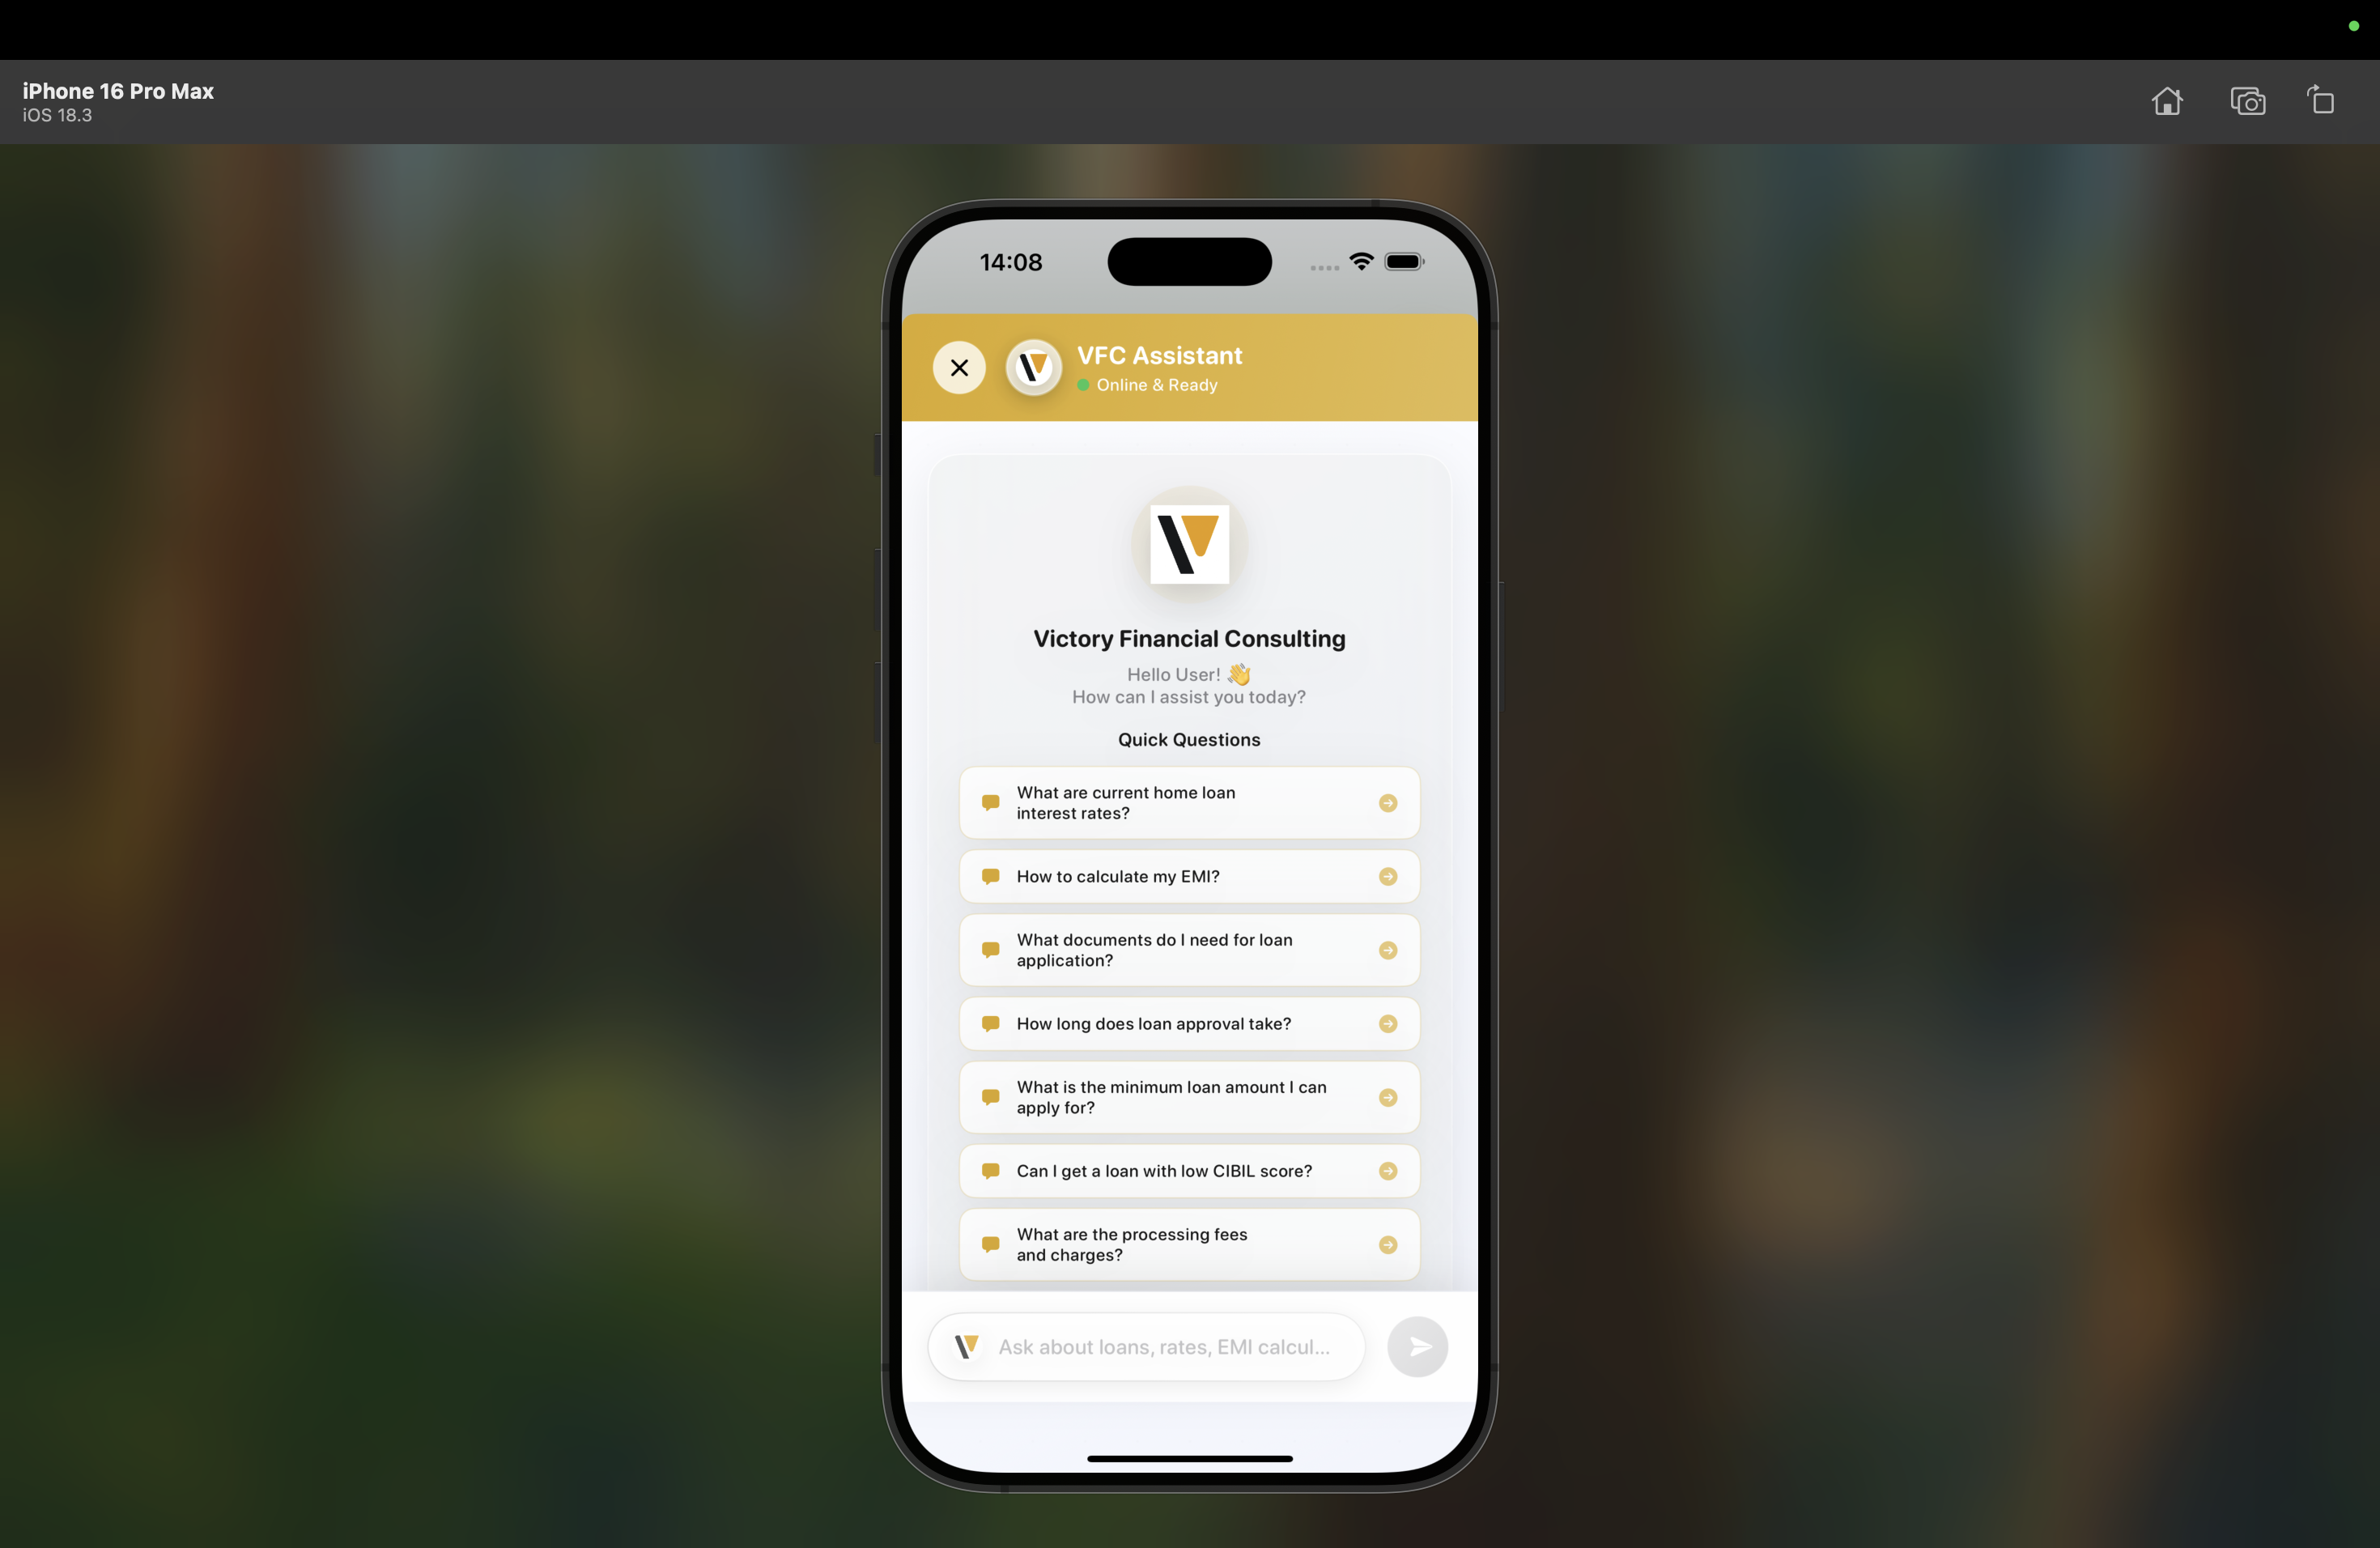 iPhone 16 Pro Max
iOS 18.3
14:08
VFC Assistant
Online & Ready
Victory Financial Consulting
Hello User! 👋
How can I assist you today?
Quick Questions
What are current home loan
interest rates?
How to calculate my EMI?
What documents do I need for loan
application?
How long does loan approval take?
What is the minimum loan amount I can
apply for?
Can I get a loan with low CIBIL score?
What are the processing fees
and charges?
Ask about loans, rates, EMI calcul...